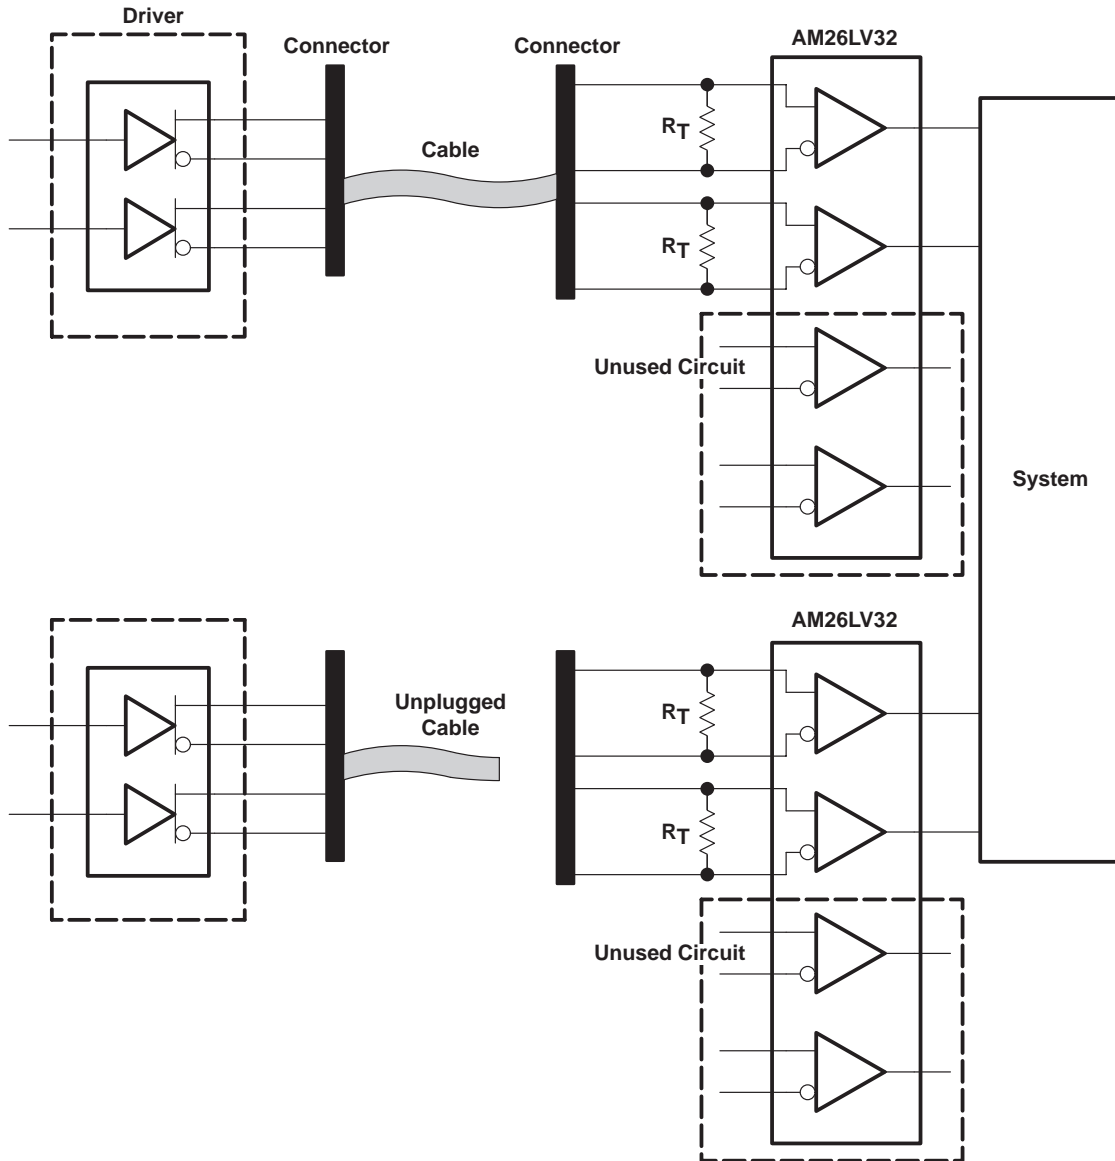 Driver
Connector
Connector
AM26LV32
Cable
RT
RT
Unused Circuit
System
AM26LV32
Unplugged
Cable
RT
RT
Unused Circuit